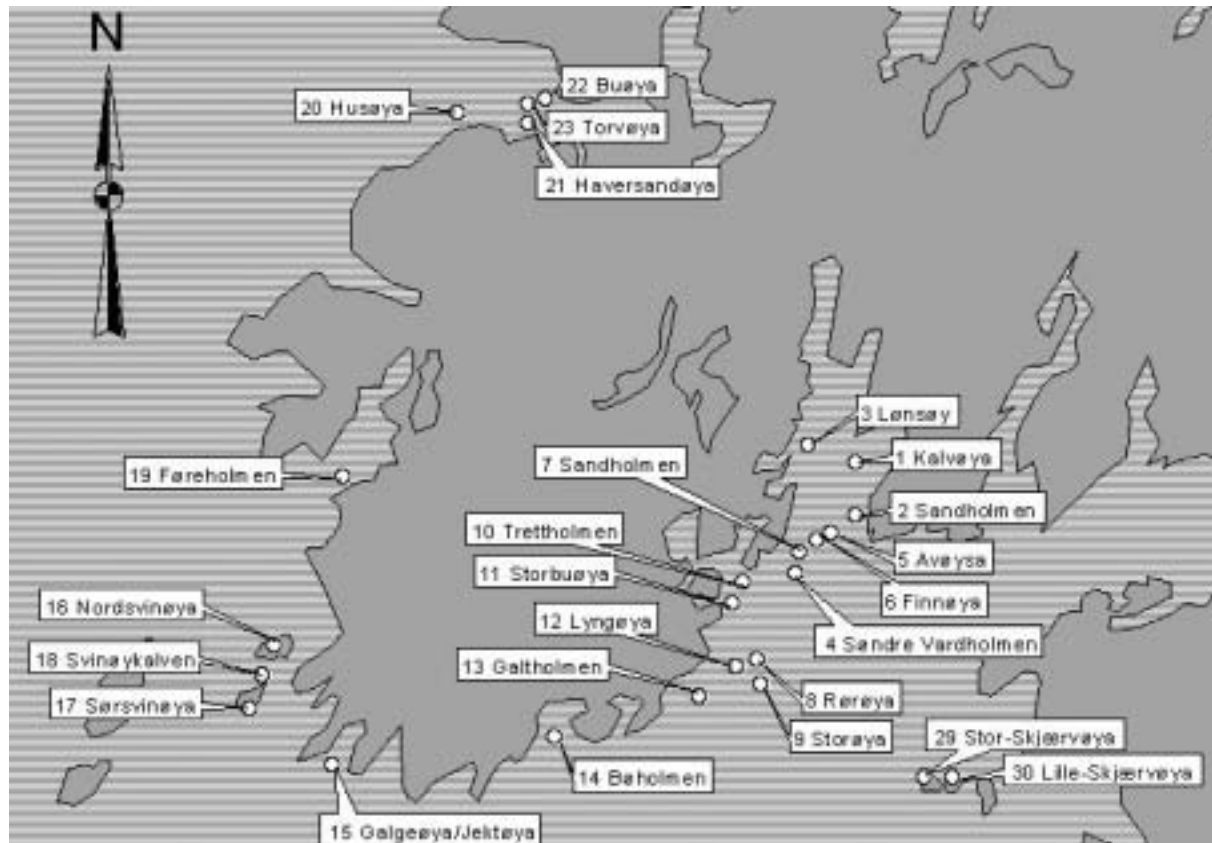 N
22 Buøya
20 Husøya
23 Torvøya
21 Haversandøya
3 Lønsøy
7 Sandholmen
1 Kalvøya
19 Føreholmen
2 Sandholmen
10 Trettholmen
5 Avøysa
11 Storbuøya
6 Finnøya
16 Nordsvinøya
12 Lyngøya
4 Søndre Vardholmen
18 Svinøykalven
13 Galtholmen
17 Sørsvinøya
8 Rørøya
9 Storøya
29 Stor-Skjærvøya
14 Bøholmen
30 Lille-Skjærvøya
15 Galgeøya/Jektøya